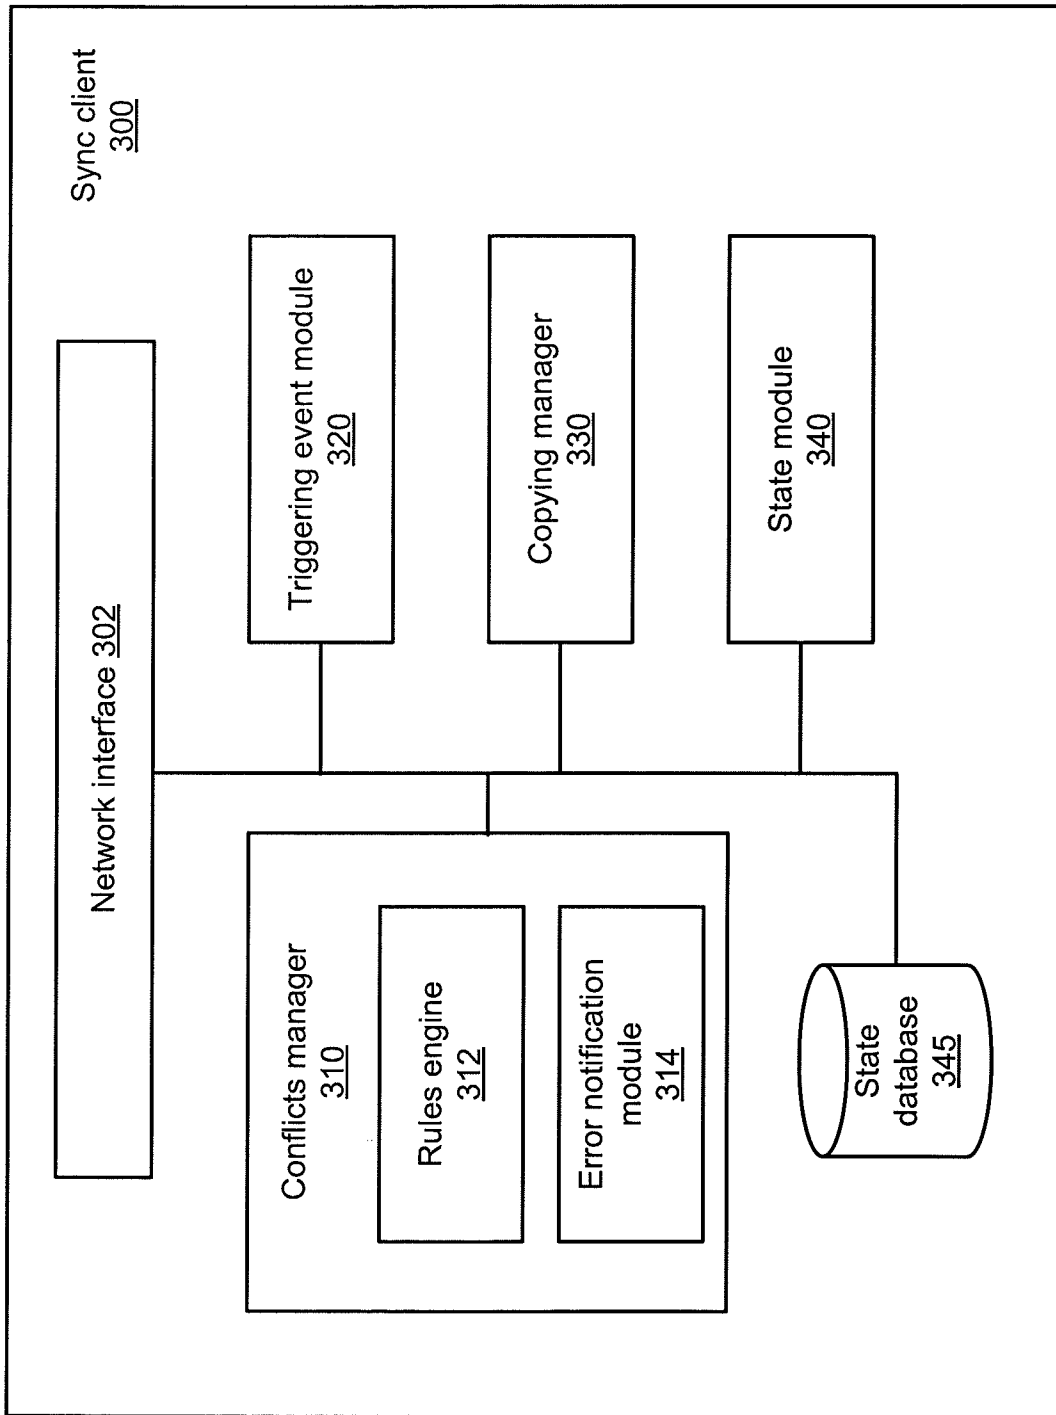 Sync client
300
Network interface 302
Conflicts manager
310
Rules engine
312
Error notification
module
314
Triggering event module
320
Copying manager
330
State module
340
State
database
345